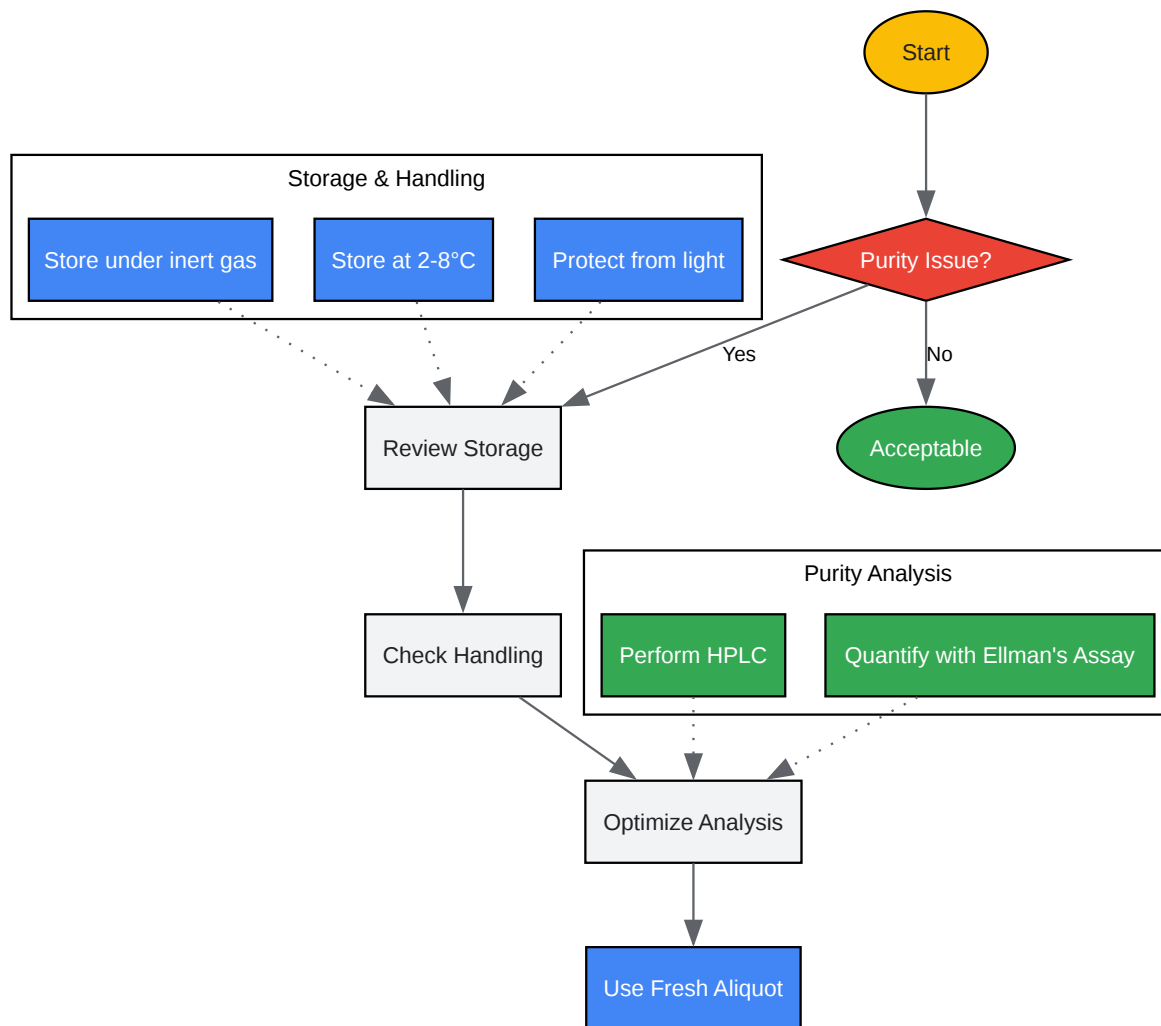 Start
Storage & Handling
Store under inert gas
Store at 2-8°C
Protect from light
Purity Issue?
Yes
No
Review Storage
Acceptable
Purity Analysis
Check Handling
Perform HPLC
Quantify with Ellman's Assay
Optimize Analysis
Use Fresh Aliquot